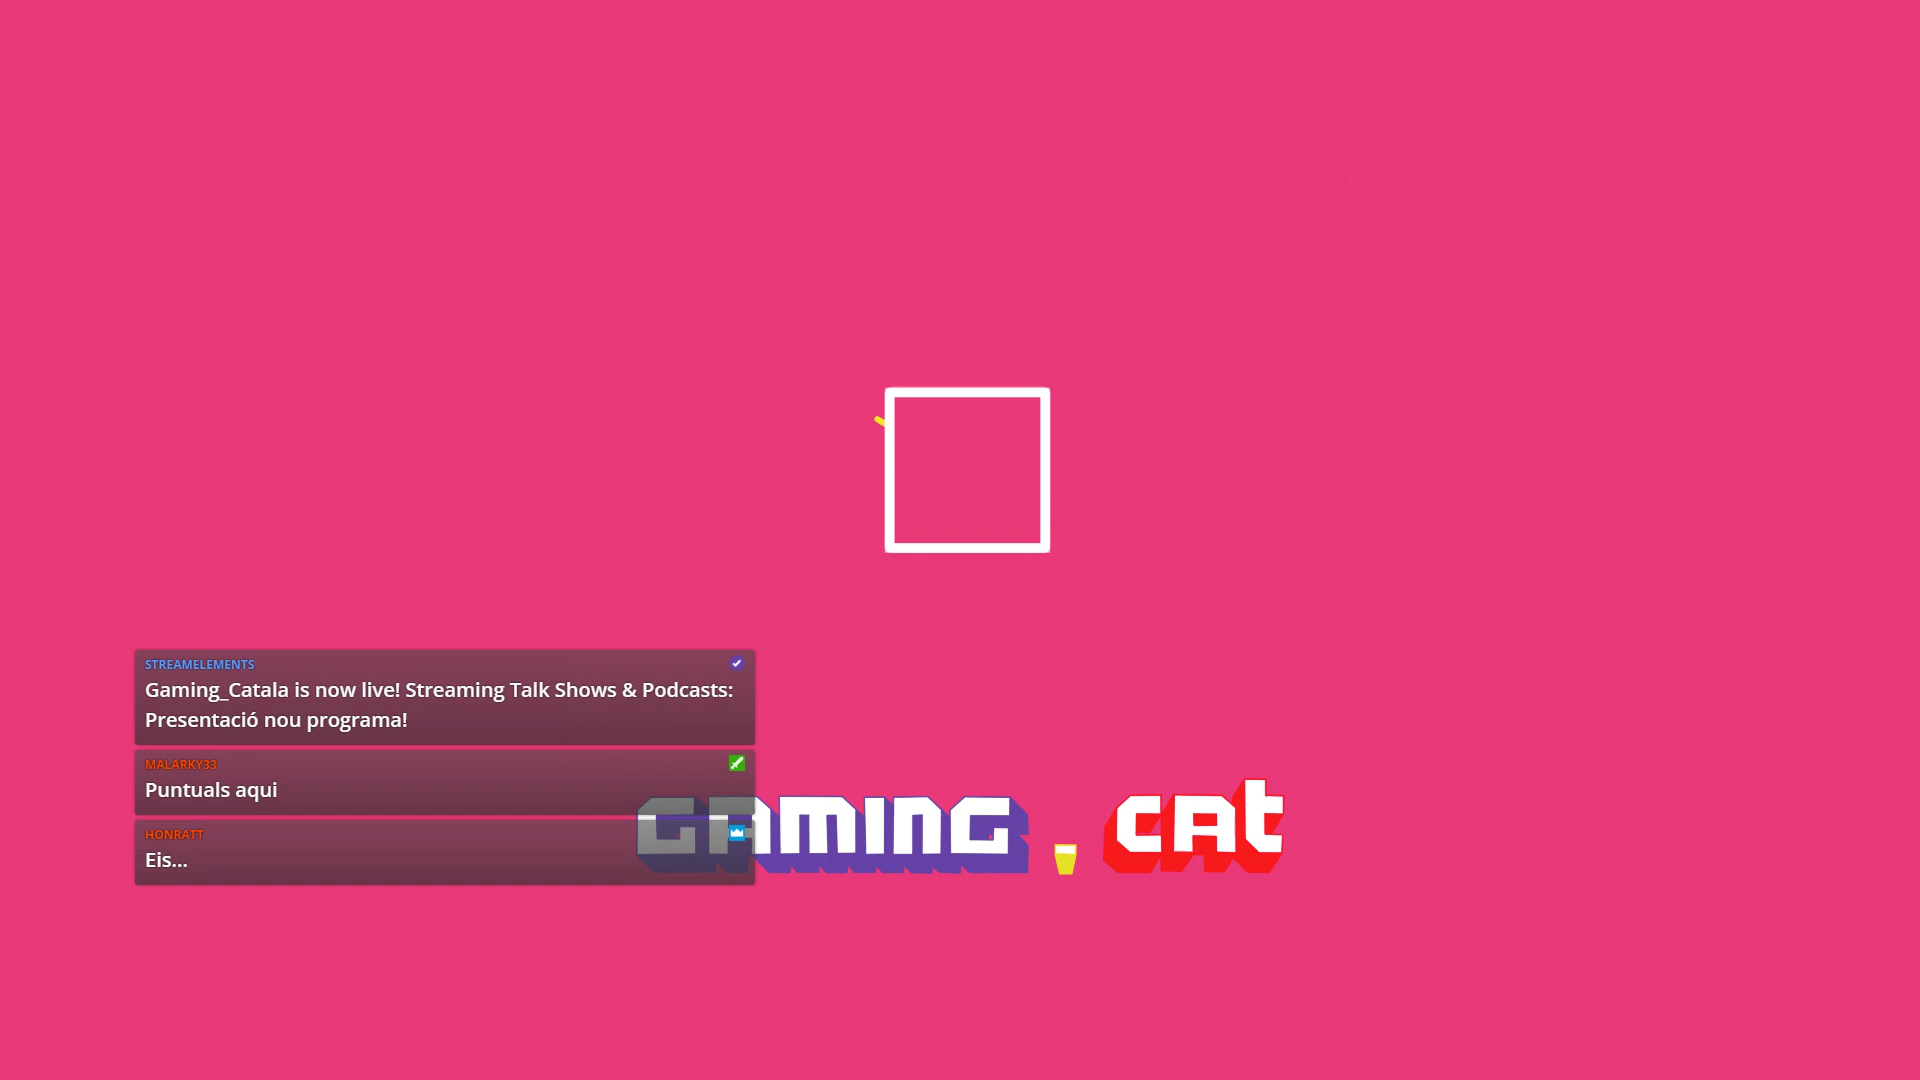 STREAMELEMENTS
Gaming_Catala is now live! Streaming Talk Shows & Podcasts:
Presentació nou programa!
MALARKY33
Puntuals aqui
HONRATT
Eis...
GAMING.CAT